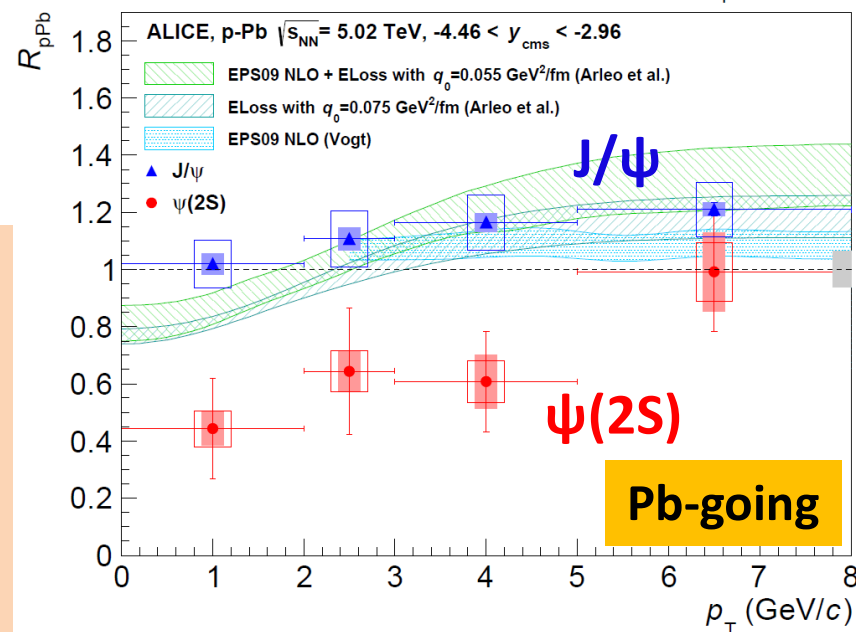 ALICE, p-Pb √sNN = 5.02 TeV, -4.46 < ycms < -2.96
EPS09 NLO + ELoss with q0=0.055 GeV²/fm (Arleo et al.)
ELoss with q0=0.075 GeV²/fm (Arleo et al.)
EPS09 NLO (Vogt)
J/ψ
ψ(2S)
J/ψ
ψ(2S)
Pb-going
RpPb
1.8
1.6
1.4
1.2
1
0.8
0.6
0.4
0.2
0
0 1 2 3 4 5 6 7 8
pT (GeV/c)